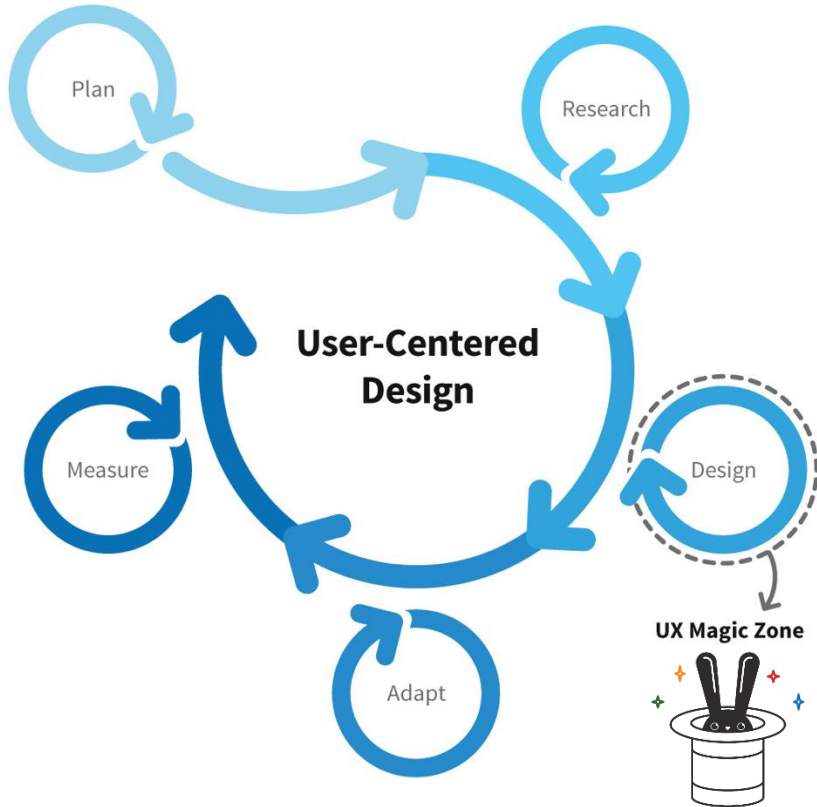 Plan
Research
User-Centered
Design
Measure
Design
UX Magic Zone
Adapt